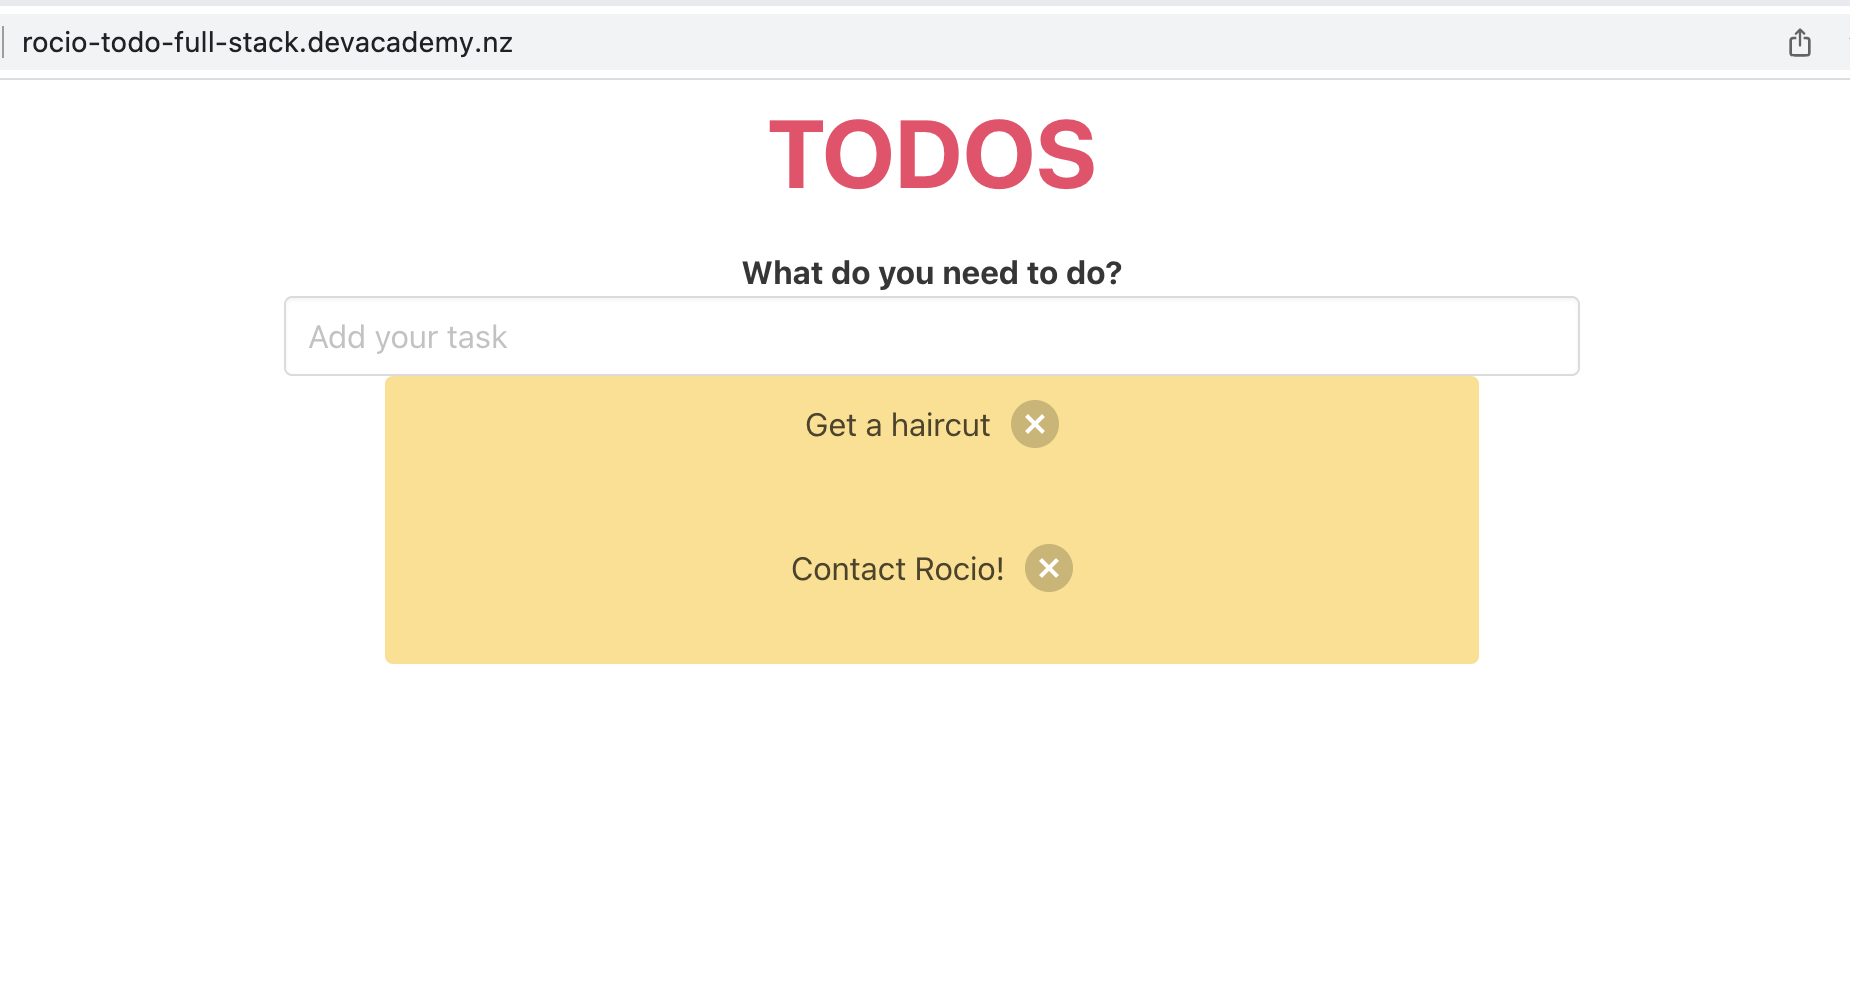 rocio-todo-full-stack.devacademy.nz
TODOS
What do you need to do?
Add your task
Get a haircut
Contact Rocio!